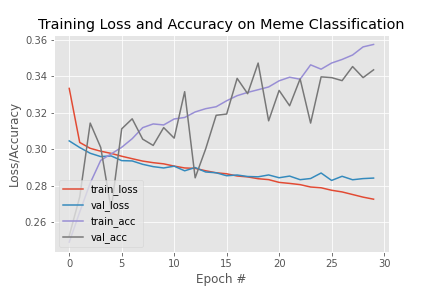 Training Loss and Accuracy on Meme Classification
0.36
0.34
0.32
0.30
0.28
0.26
Loss/Accuracy
train_loss
val_loss
train_acc
val_acc
0 5 10 15 20 25 30
Epoch #